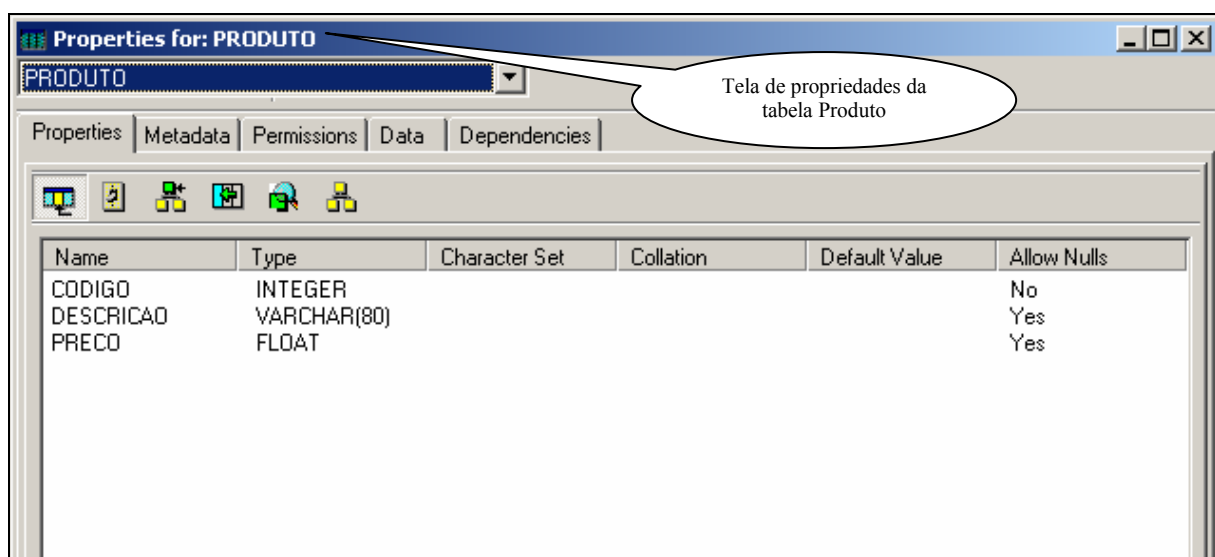 Properties for: PRODUTO
PRODUTO
Tela de propriedades da
tabela Produto
Properties Metadata Permissions Data Dependencies
Name Type Character Set Collation Default Value Allow Nulls
CODIGO INTEGER No
DESCRICAO VARCHAR(80) Yes
PRECO FLOAT Yes